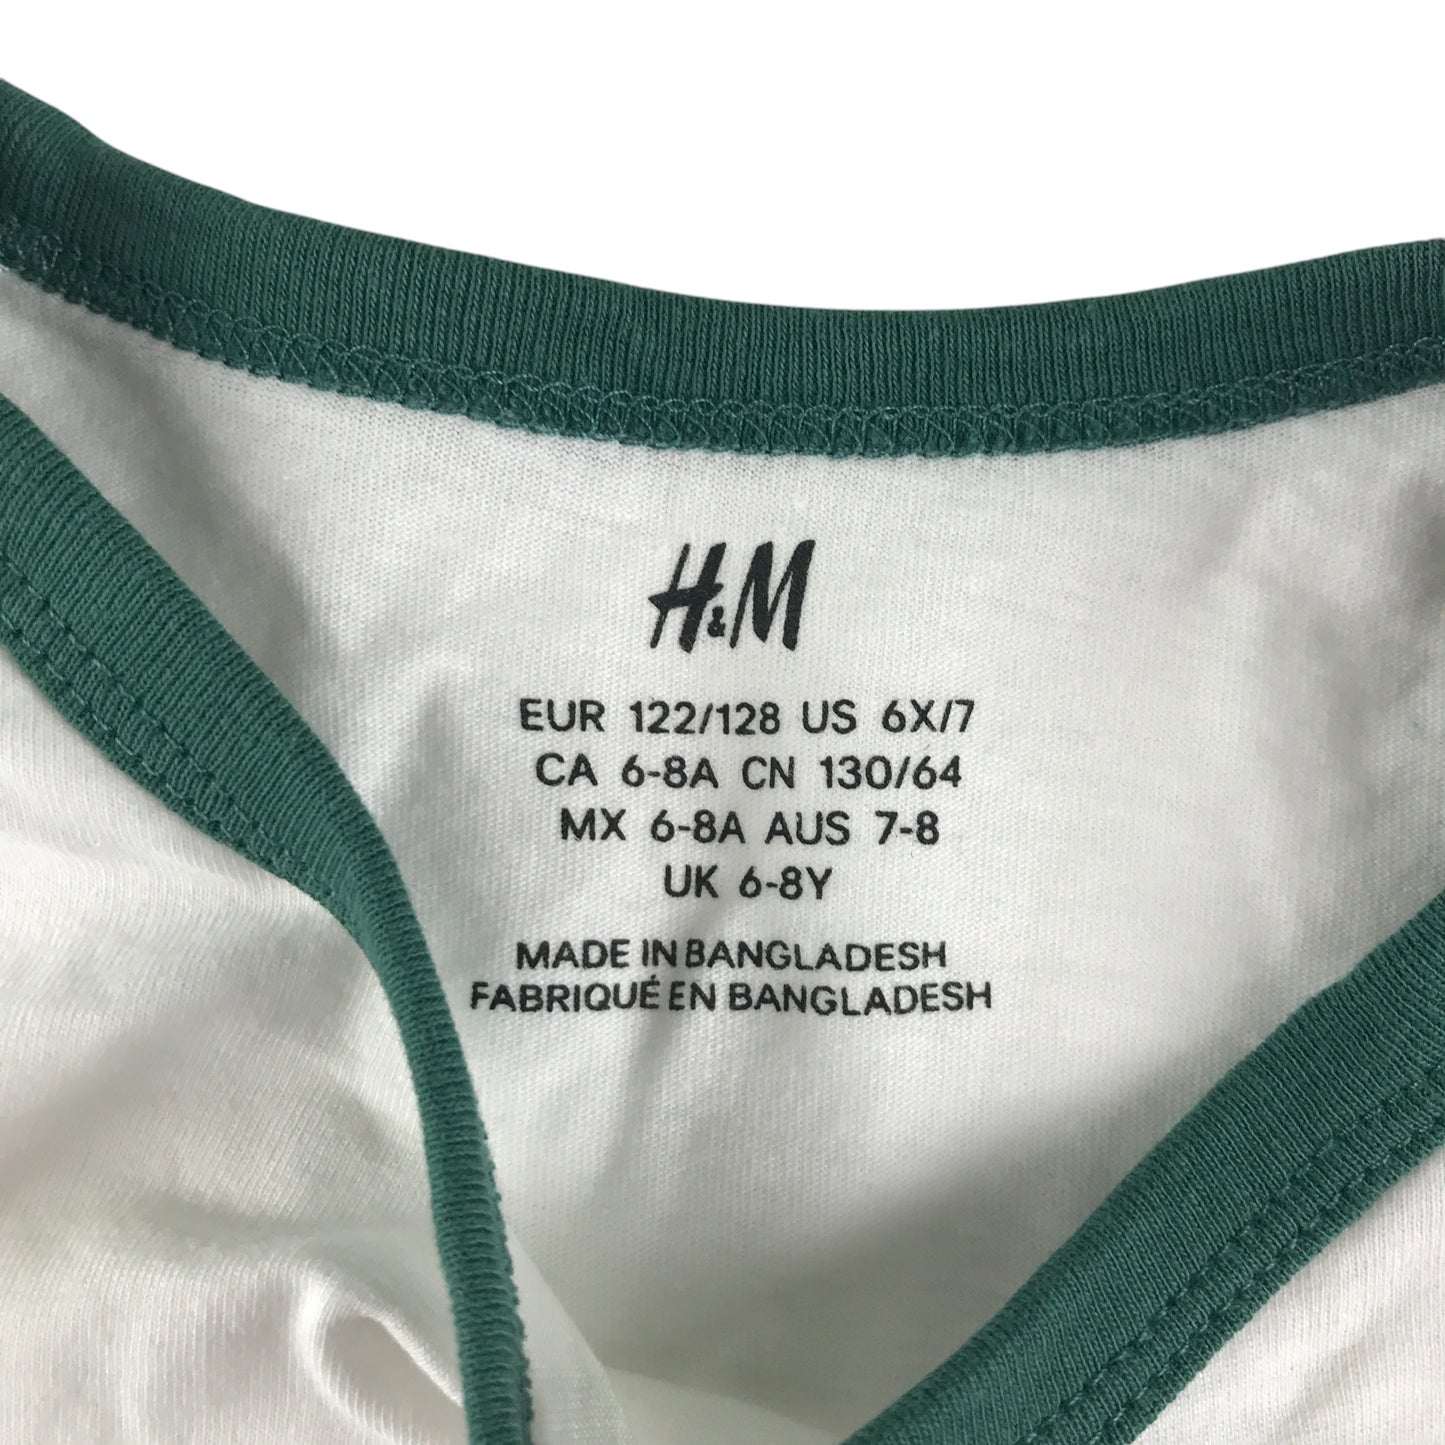 H&M
EUR 122/128 US 6X/7
CA 6-8A CN 130/64
MX 6-8A AUS 7-8
UK 6-8Y
MADE IN BANGLADESH
FABRIQUÉ EN BANGLADESH